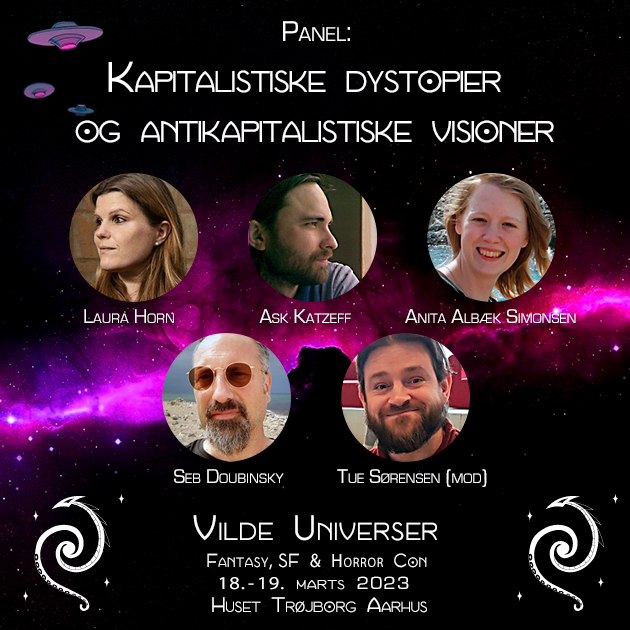 Panel:
Kapitalistiske dystopier
og antikapitalistiske visioner
Laura Horn
Ask Katzeff
Anita Albæk Simonsen
Seb Doubinsky
Tue Sørensen (mod)
Vilde Universer
Fantasy, SF & Horror Con
18.-19. marts 2023
Huset Trøjborg Aarhus